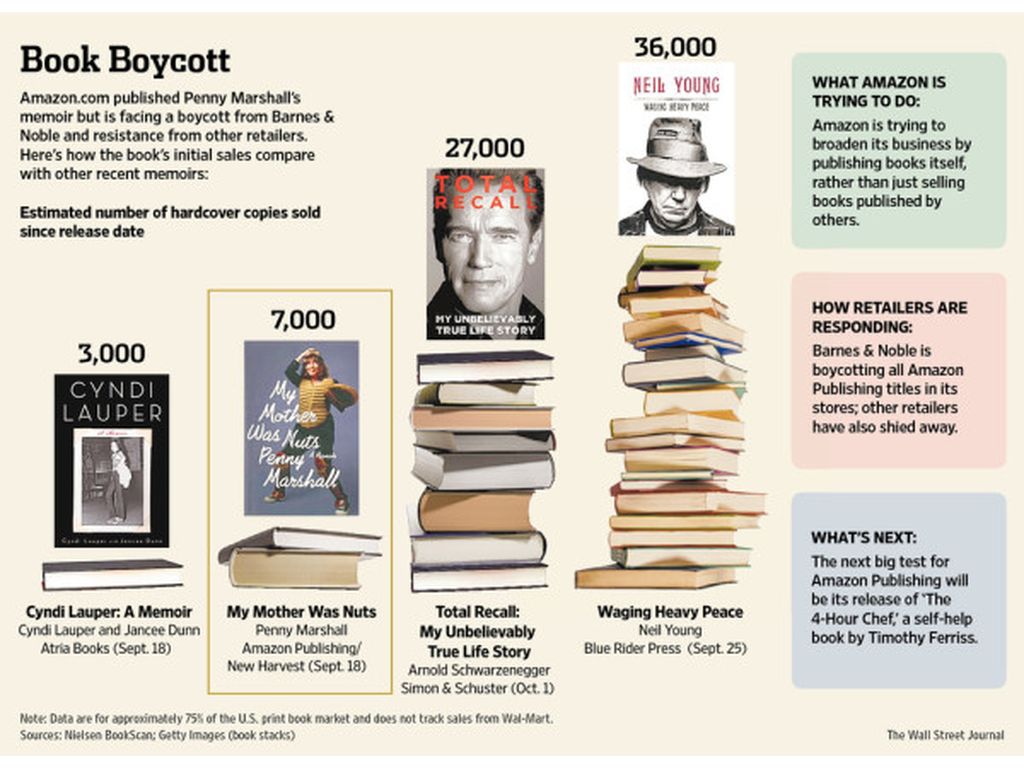 Book Boycott
Amazon.com published Penny Marshall's
memoir but is facing a boycott from Barnes &
Noble and resistance from other retailers.
Here's how the book's initial sales compare
with other recent memoirs:
Estimated number of hardcover copies sold
since release date
3,000
CYNDI
LAUPER
A Memoir
Cyndi Lauper with Jancee Dunn
Cyndi Lauper: A Memoir
Cyndi Lauper and Jancee Dunn
Atria Books (Sept. 18)
7,000
My
Mother
Was Nuts
Penny A Memoir
Marshall
My Mother Was Nuts
Penny Marshall
Amazon Publishing/
New Harvest (Sept. 18)
27,000
TOTAL
RECALL
MY UNBELIEVABLY
TRUE LIFE STORY
Total Recall:
My Unbelievably
True Life Story
Arnold Schwarzenegger
Simon & Schuster (Oct. 1)
36,000
NEIL YOUNG
WAGING HEAVY PEACE
Waging Heavy Peace
Neil Young
Blue Rider Press (Sept. 25)
WHAT AMAZON IS
TRYING TO DO:
Amazon is trying to
broaden its business by
publishing books itself,
rather than just selling
books published by
others.
HOW RETAILERS ARE
RESPONDING:
Barnes & Noble is
boycotting all Amazon
Publishing titles in its
stores; other retailers
have also shied away.
WHAT'S NEXT:
The next big test for
Amazon Publishing will
be its release of 'The
4-Hour Chef,' a self-help
book by Timothy Ferriss.
Note: Data are for approximately 75% of the U.S. print book market and does not track sales from Wal-Mart.
Sources: Nielsen BookScan; Getty Images (book stacks)
The Wall Street Journal